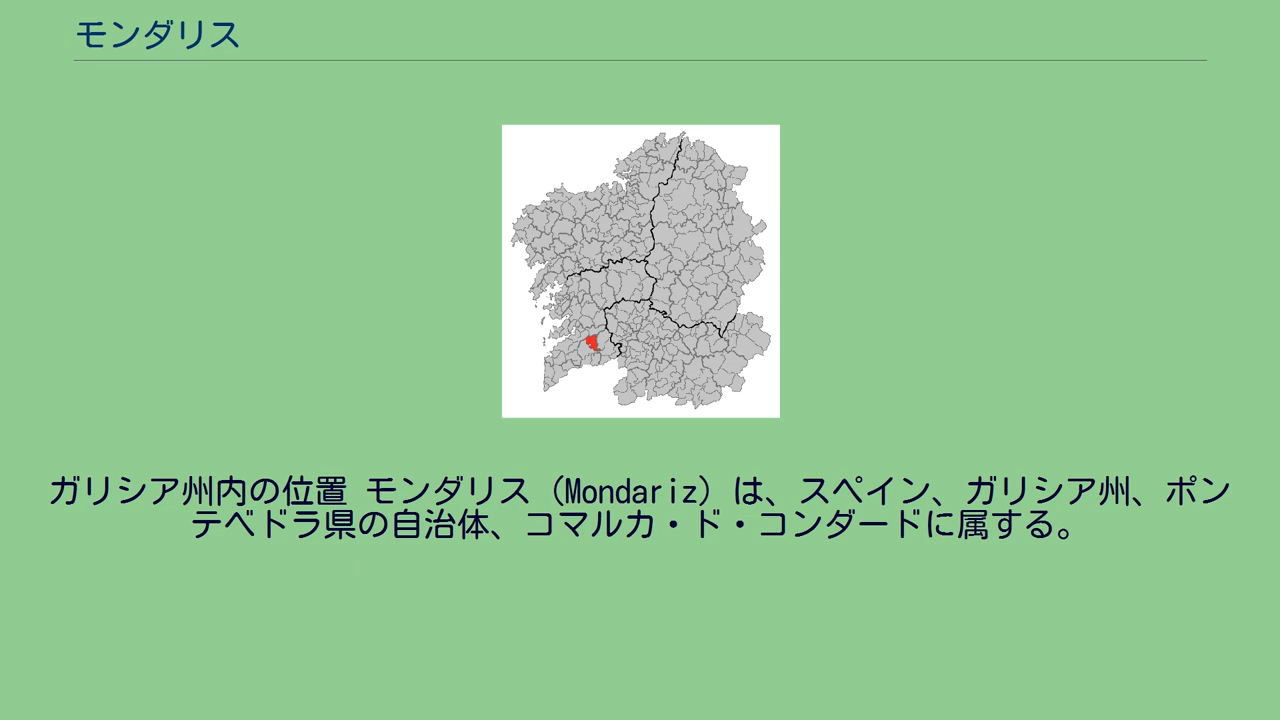 モンダリス
ガリシア州内の位置 モンダリス（Mondariz）は、スペイン、ガリシア州、ポン
テベドラ県の自治体、コマルカ・ド・コンダードに属する。